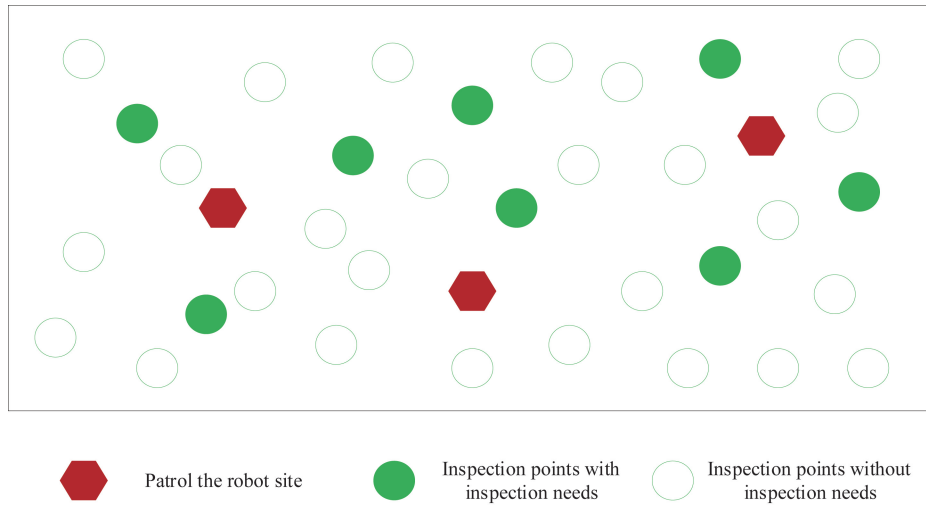 Patrol the robot site
Inspection points with
inspection needs
Inspection points without
inspection needs